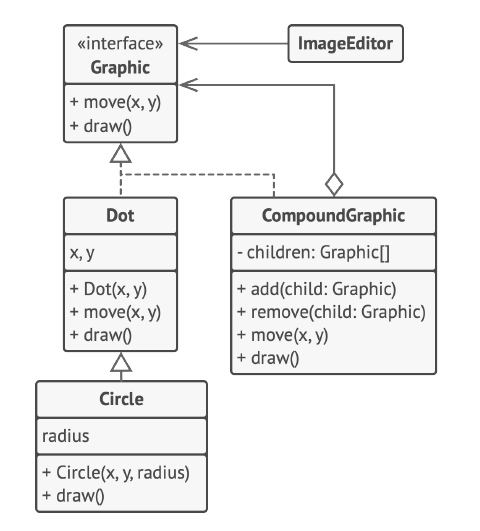 «interface»
Graphic
+ move(x, y)
+ draw()
ImageEditor
Dot
x, y
+ Dot(x, y)
+ move(x, y)
+ draw()
CompoundGraphic
- children: Graphic[]
+ add(child: Graphic)
+ remove(child: Graphic)
+ move(x, y)
+ draw()
Circle
radius
+ Circle(x, y, radius)
+ draw()